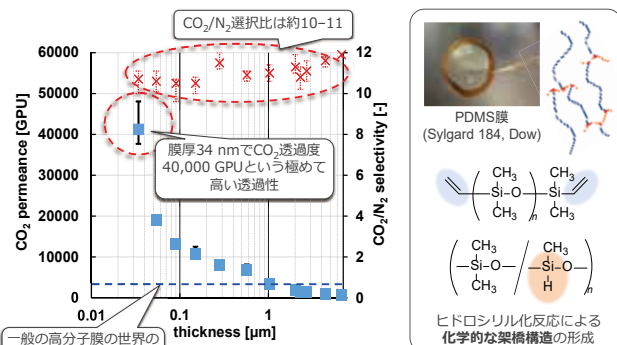 CO₂/N₂選択比は約10–11
60000
50000
40000
30000
20000
10000
0
CO₂ permeance [GPU]
12
10
8
6
4
2
0
CO₂/N₂ selectivity [-]
膜厚34 nmでCO₂透過度
40,000 GPUという極めて
高い透過性
0.01
0.1
1
thickness [μm]
一般の高分子膜の世界の
PDMS膜
(Sylgard 184, Dow)
CH₃
CH₃
Si–O
Si
n
CH₃
CH₃
CH₃
CH₃
Si–O–
Si–O–
CH₃
H
n
ヒドロシリル化反応による
化学的な架橋構造の形成